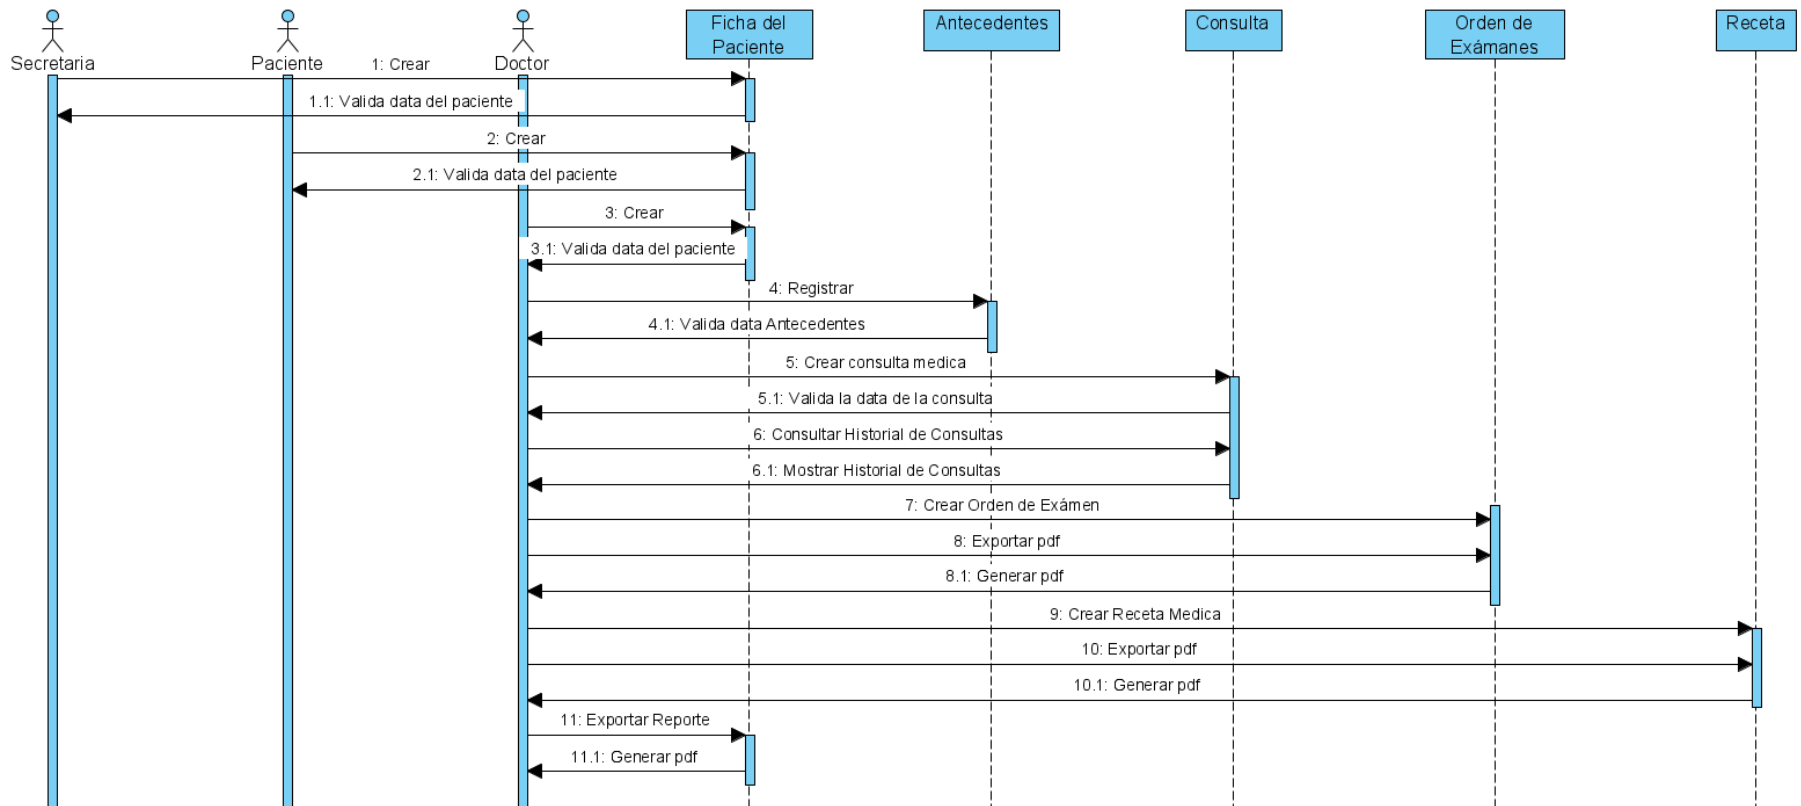 Secretaria
Paciente
Doctor
Ficha del
Paciente
Antecedentes
Consulta
Orden de
Exámanes
Receta
1: Crear
1.1: Valida data del paciente
2: Crear
2.1: Valida data del paciente
3: Crear
3.1: Valida data del paciente
4: Registrar
4.1: Valida data Antecedentes
5: Crear consulta medica
5.1: Valida la data de la consulta
6: Consultar Historial de Consultas
6.1: Mostrar Historial de Consultas
7: Crear Orden de Exámen
8: Exportar pdf
8.1: Generar pdf
9: Crear Receta Medica
10: Exportar pdf
10.1: Generar pdf
11: Exportar Reporte
11.1: Generar pdf